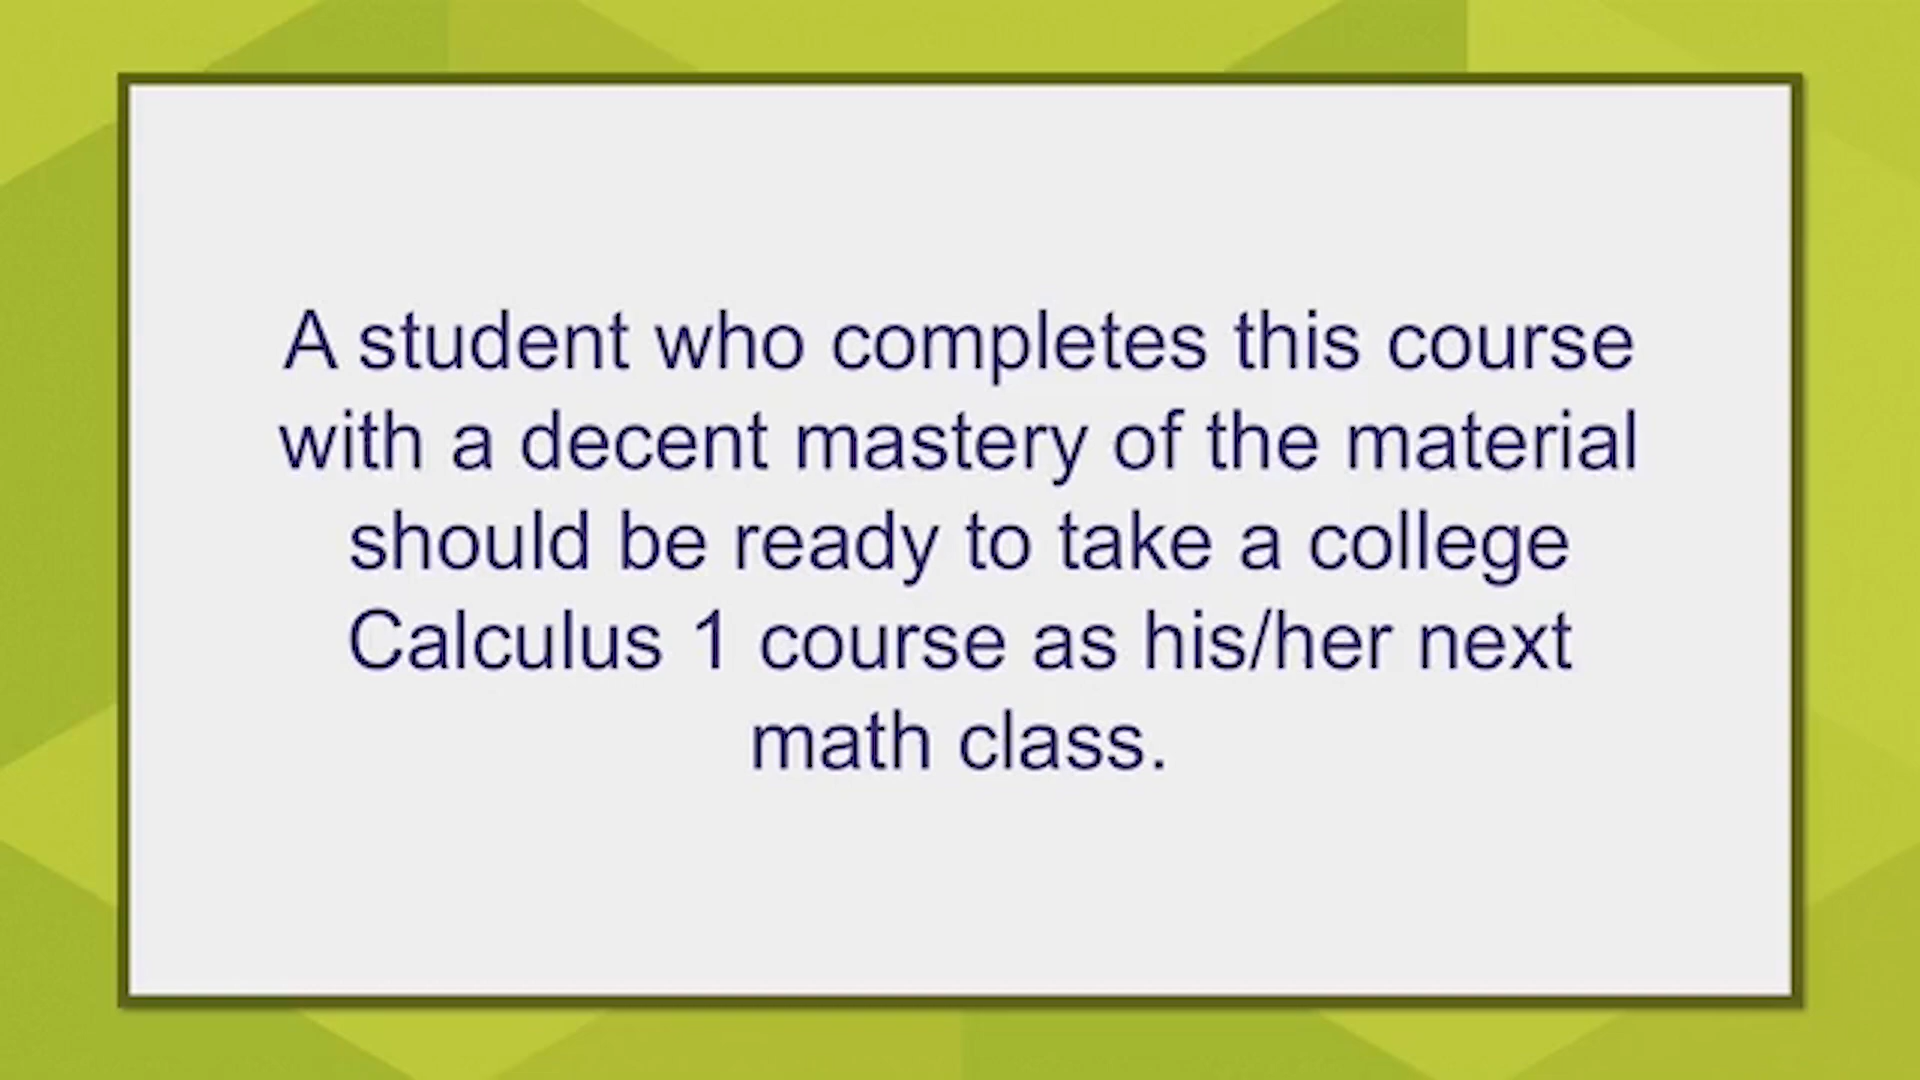 A student who completes this course
with a decent mastery of the material
should be ready to take a college
Calculus 1 course as his/her next
math class.